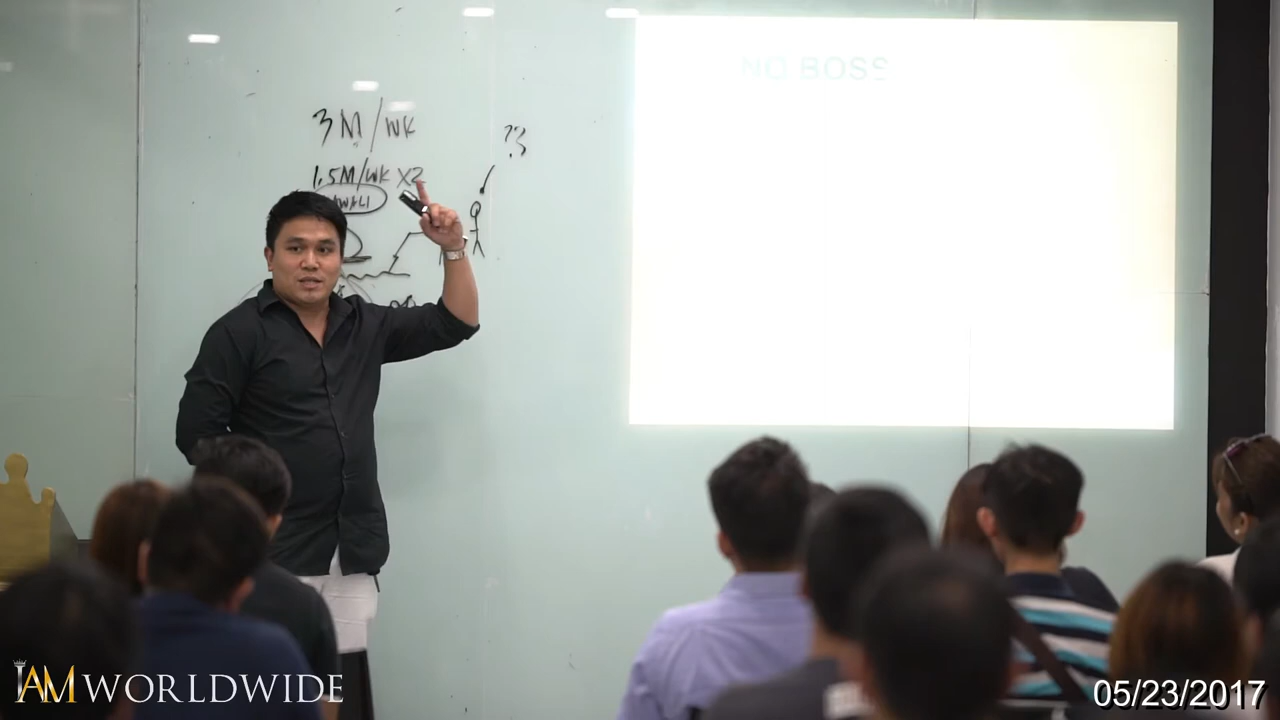 NO BOSS
3M/WK
1.5M/WK X2
??
IAM WORLDWIDE
05/23/2017